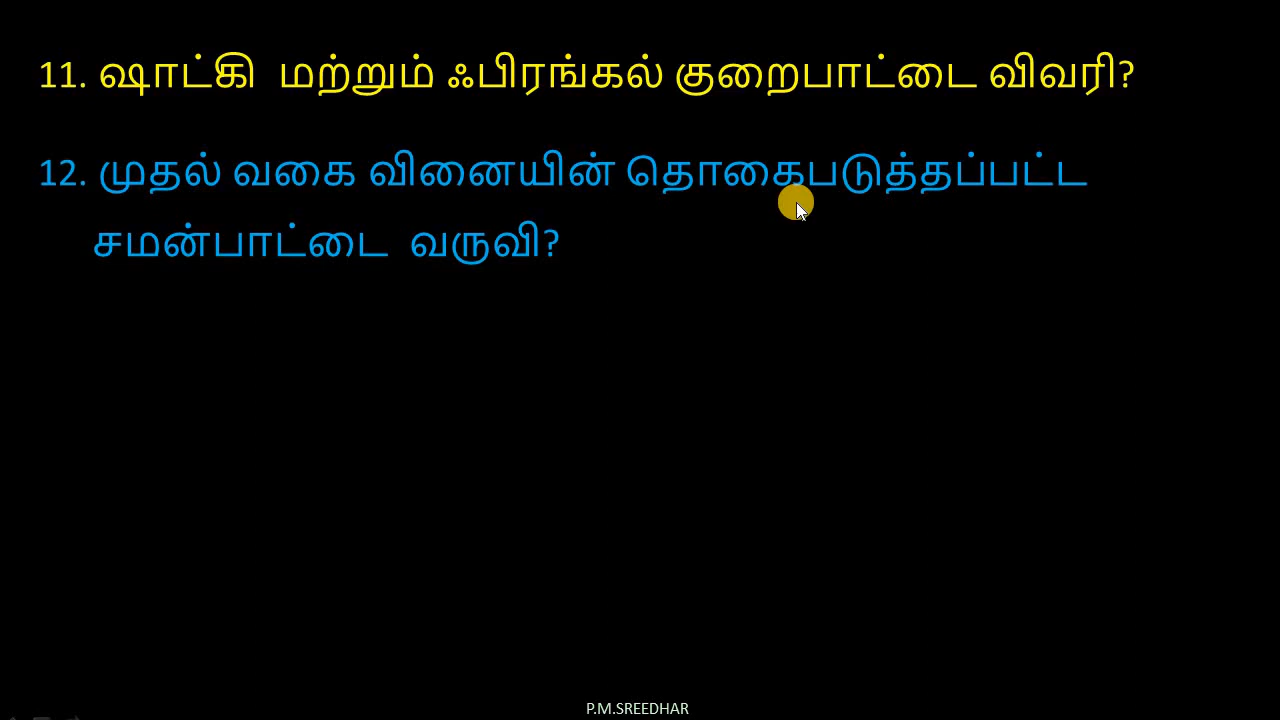 11. ஷாட்கி மற்றும் ஃபிரங்கல் குறைபாட்டை விவரி?
12. முதல் வகை வினையின் தொகைபடுத்தப்பட்ட
சமன்பாட்டை வருவி?
P.M.SREEDHAR